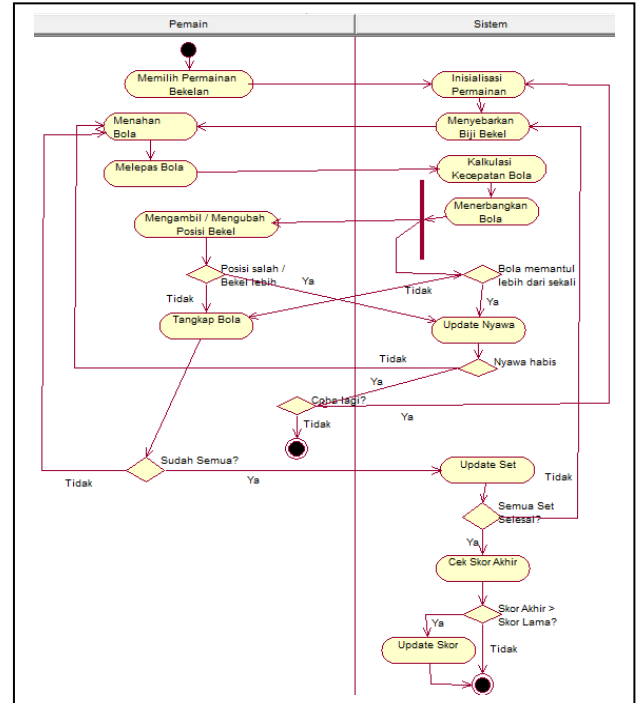 Pemain
Sistem
Memilih Permainan
Bekelan
Inisialisasi
Permainan
Menahan
Bola
Menyebarkan
Biji Bekel
Melepas Bola
Kalkulasi
Kecepatan Bola
Menerbangkan
Bola
Mengambil / Mengubah
Posisi Bekel
Posisi salah /
Bekel lebih
Ya
Tidak
Bola memantul
lebih dari sekali
Tidak
Ya
Tangkap Bola
Update Nyawa
Tidak
Nyawa habis
Ya
Coba lagi?
Ya
Tidak
Sudah Semua?
Tidak
Ya
Update Set
Tidak
Semua Set
Selesai?
Ya
Cek Skor Akhir
Skor Akhir >
Skor Lama?
Ya
Update Skor
Tidak